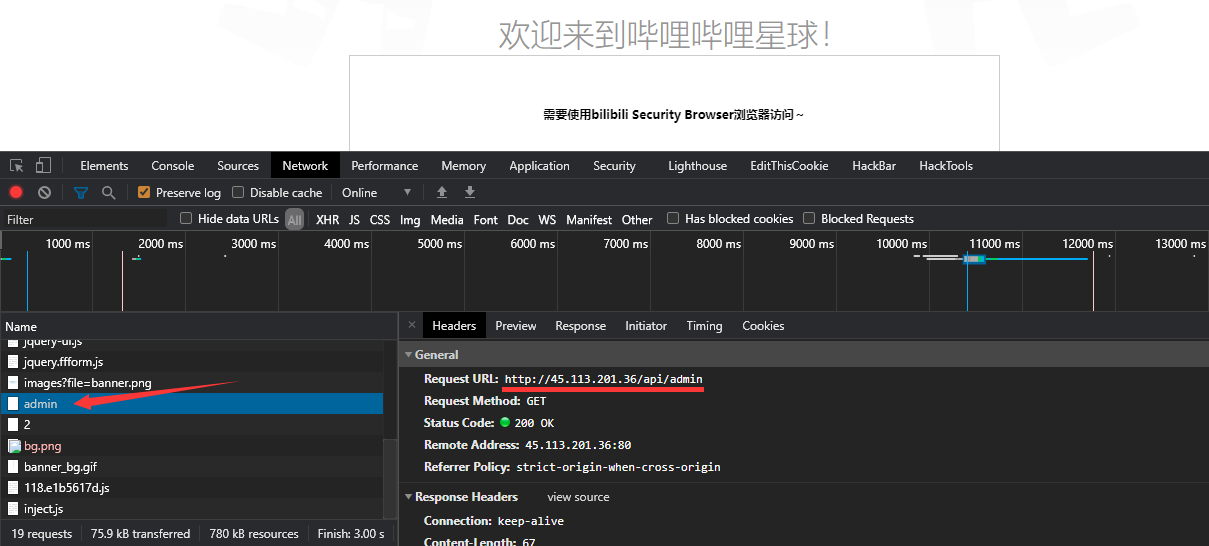 欢迎来到哔哩哔哩星球！
需要使用bilibili Security Browser浏览器访问～
Elements Console Sources Network Performance Memory Application Security Lighthouse EditThisCookie HackBar HackTools
Preserve log Disable cache Online
Filter Hide data URLs All XHR JS CSS Img Media Font Doc WS Manifest Other Has blocked cookies Blocked Requests
1000 ms 2000 ms 3000 ms 4000 ms 5000 ms 6000 ms 7000 ms 8000 ms 9000 ms 10000 ms 11000 ms 12000 ms 13000 ms
Name
jquery-ui.js
jquery.ffform.js
images?file=banner.png
admin
2
bg.png
banner_bg.gif
118.e1b5617d.js
inject.js
19 requests 75.9 kB transferred 780 kB resources Finish: 3.00 s
× Headers Preview Response Initiator Timing Cookies
General
Request URL: http://45.113.201.36/api/admin
Request Method: GET
Status Code: 200 OK
Remote Address: 45.113.201.36:80
Referrer Policy: strict-origin-when-cross-origin
Response Headers view source
Connection: keep-alive
Content-Length: 67